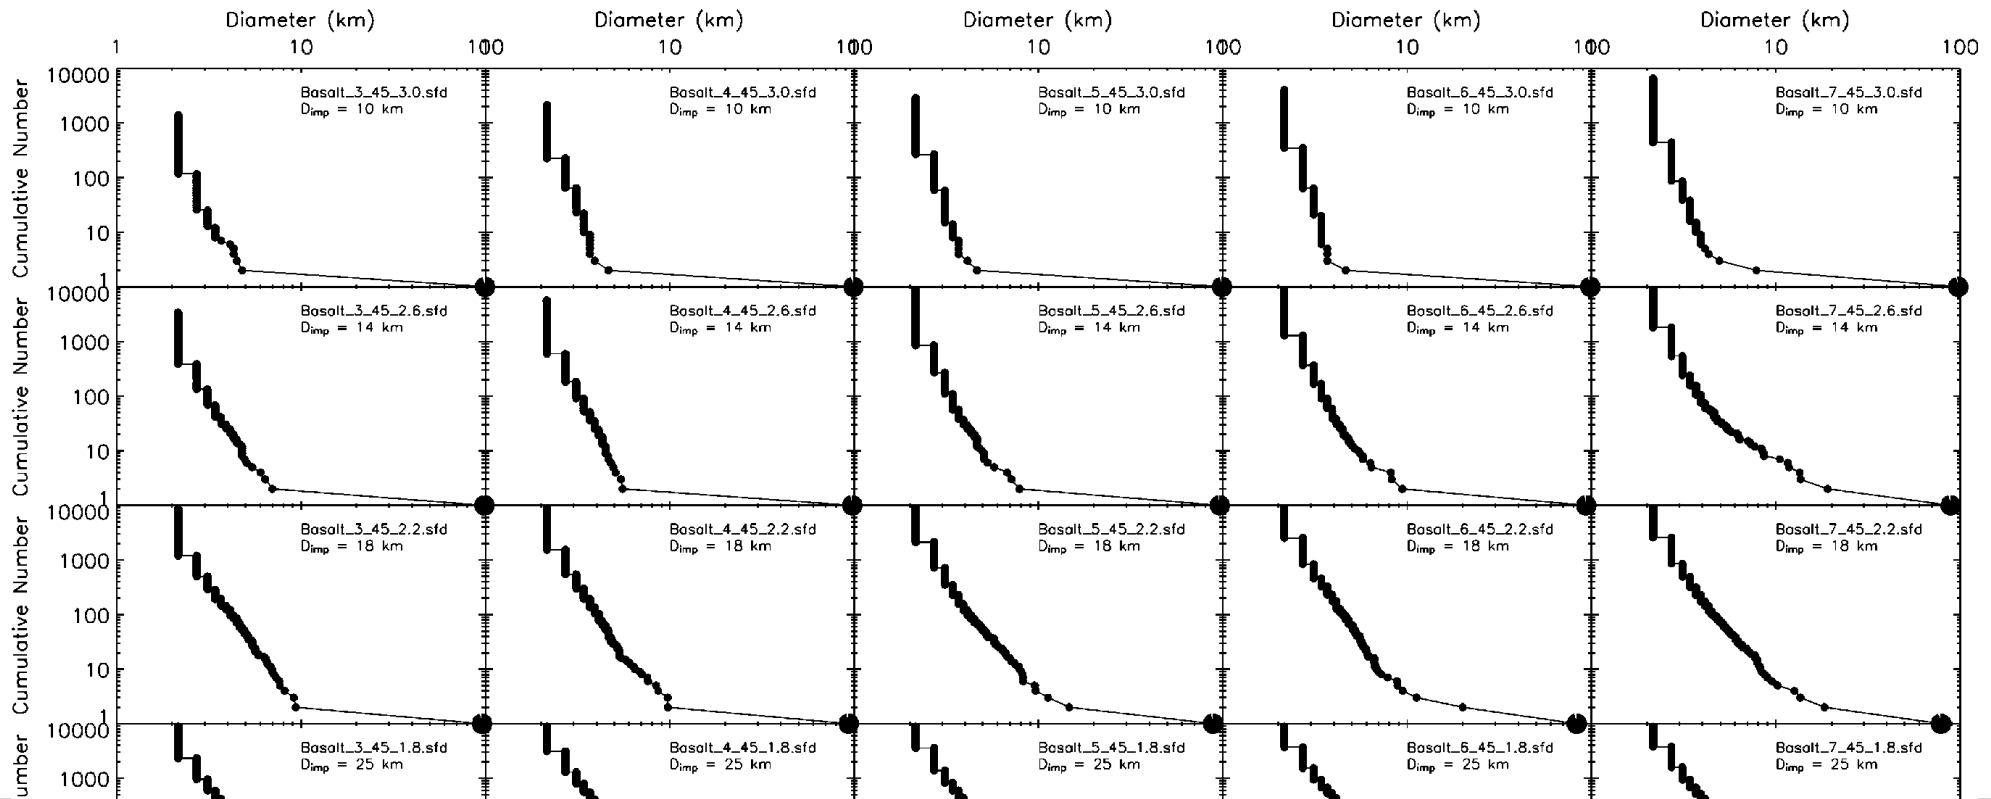 Diameter (km) Diameter (km) Diameter (km) Diameter (km) Diameter (km)
1 10 100 10 100 10 100 10 100 10 100
Cumulative Number
10000
1000
100
10
1
Basalt_3_45_3.0.sfd
Dimp = 10 km
Basalt_4_45_3.0.sfd
Dimp = 10 km
Basalt_5_45_3.0.sfd
Dimp = 10 km
Basalt_6_45_3.0.sfd
Dimp = 10 km
Basalt_7_45_3.0.sfd
Dimp = 10 km
Cumulative Number
10000
1000
100
10
1
Basalt_3_45_2.6.sfd
Dimp = 14 km
Basalt_4_45_2.6.sfd
Dimp = 14 km
Basalt_5_45_2.6.sfd
Dimp = 14 km
Basalt_6_45_2.6.sfd
Dimp = 14 km
Basalt_7_45_2.6.sfd
Dimp = 14 km
Cumulative Number
10000
1000
100
10
1
Basalt_3_45_2.2.sfd
Dimp = 18 km
Basalt_4_45_2.2.sfd
Dimp = 18 km
Basalt_5_45_2.2.sfd
Dimp = 18 km
Basalt_6_45_2.2.sfd
Dimp = 18 km
Basalt_7_45_2.2.sfd
Dimp = 18 km
umber
10000
1000
Basalt_3_45_1.8.sfd
Dimp = 25 km
Basalt_4_45_1.8.sfd
Dimp = 25 km
Basalt_5_45_1.8.sfd
Dimp = 25 km
Basalt_6_45_1.8.sfd
Dimp = 25 km
Basalt_7_45_1.8.sfd
Dimp = 25 km